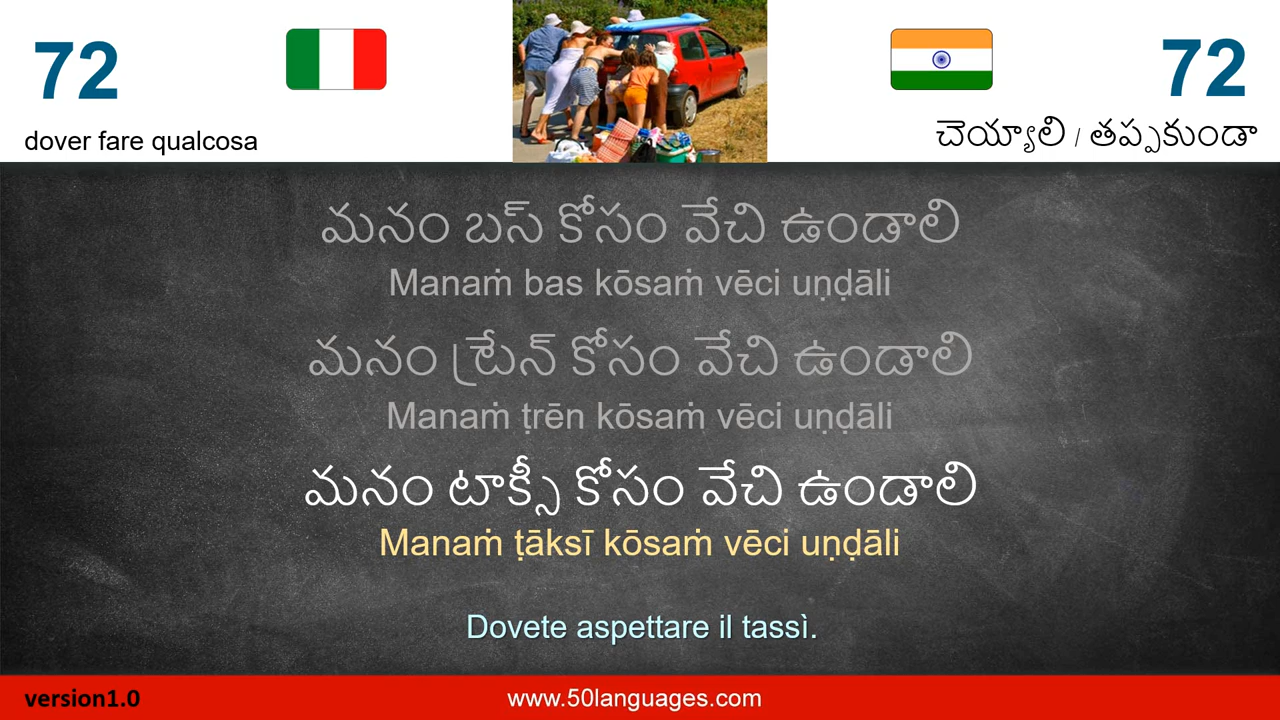 72
72
dover fare qualcosa
చెయ్యాలి / తప్పకుండా
మనం బస్ కోసం వేచి ఉండాలి
Manaṁ bas kōsaṁ vēci uṇḍāli
మనం ట్రేన్ కోసం వేచి ఉండాలి
Manaṁ ṭrēn kōsaṁ vēci uṇḍāli
మనం టాక్సీ కోసం వేచి ఉండాలి
Manaṁ ṭāksī kōsaṁ vēci uṇḍāli
Dovete aspettare il tassì.
version1.0
www.50languages.com